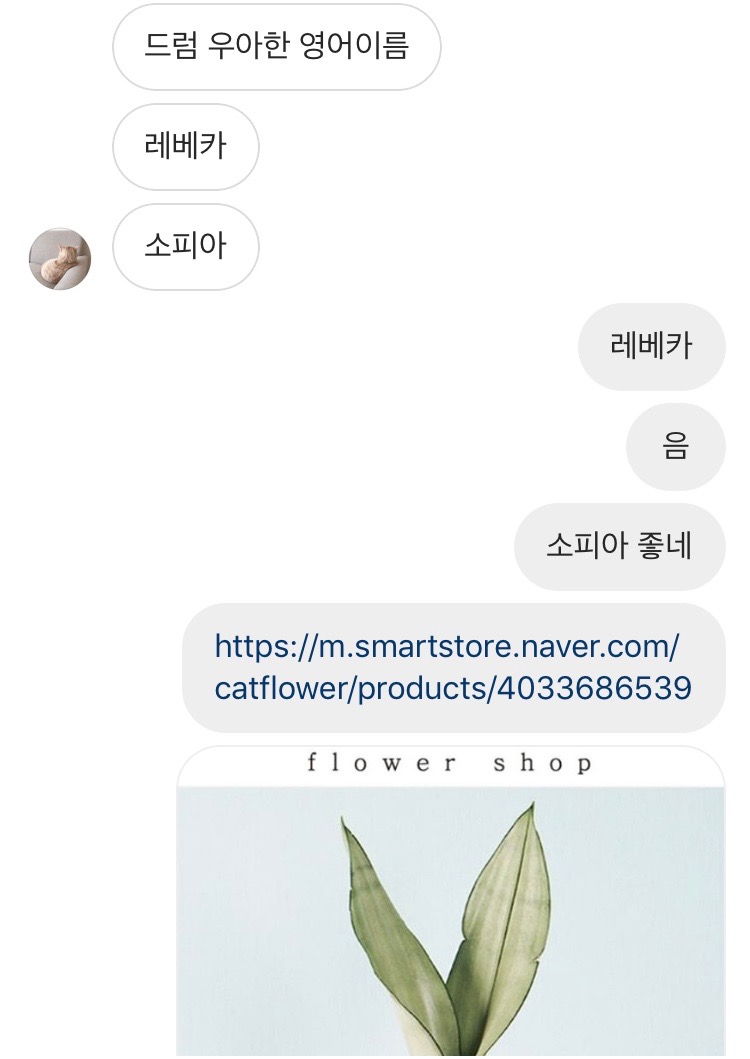 드럼 우아한 영어이름
레베카
소피아
레베카
음
소피아 좋네
https://m.smartstore.naver.com/
catflower/products/4033686539
flower shop